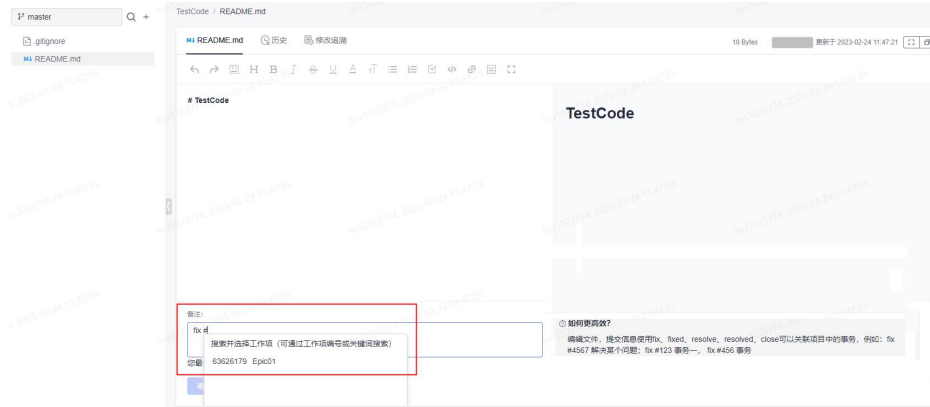 master
TestCode / README.md
.gitignore
README.md
README.md 历史 修改追溯
10 Bytes 更新于 2023-02-24 11:47:21
# TestCode
TestCode
备注:
fix #
搜索并选择工作项（可通过工作项编号或关键词搜索）
63626179 Epic01
您最
如何更高效?
编辑文件，提交信息使用fix、fixed、resolve、resolved、close可以关联项目中的事务，例如：fix
#4567 解决某个问题；fix #123 事务一， fix #456 事务